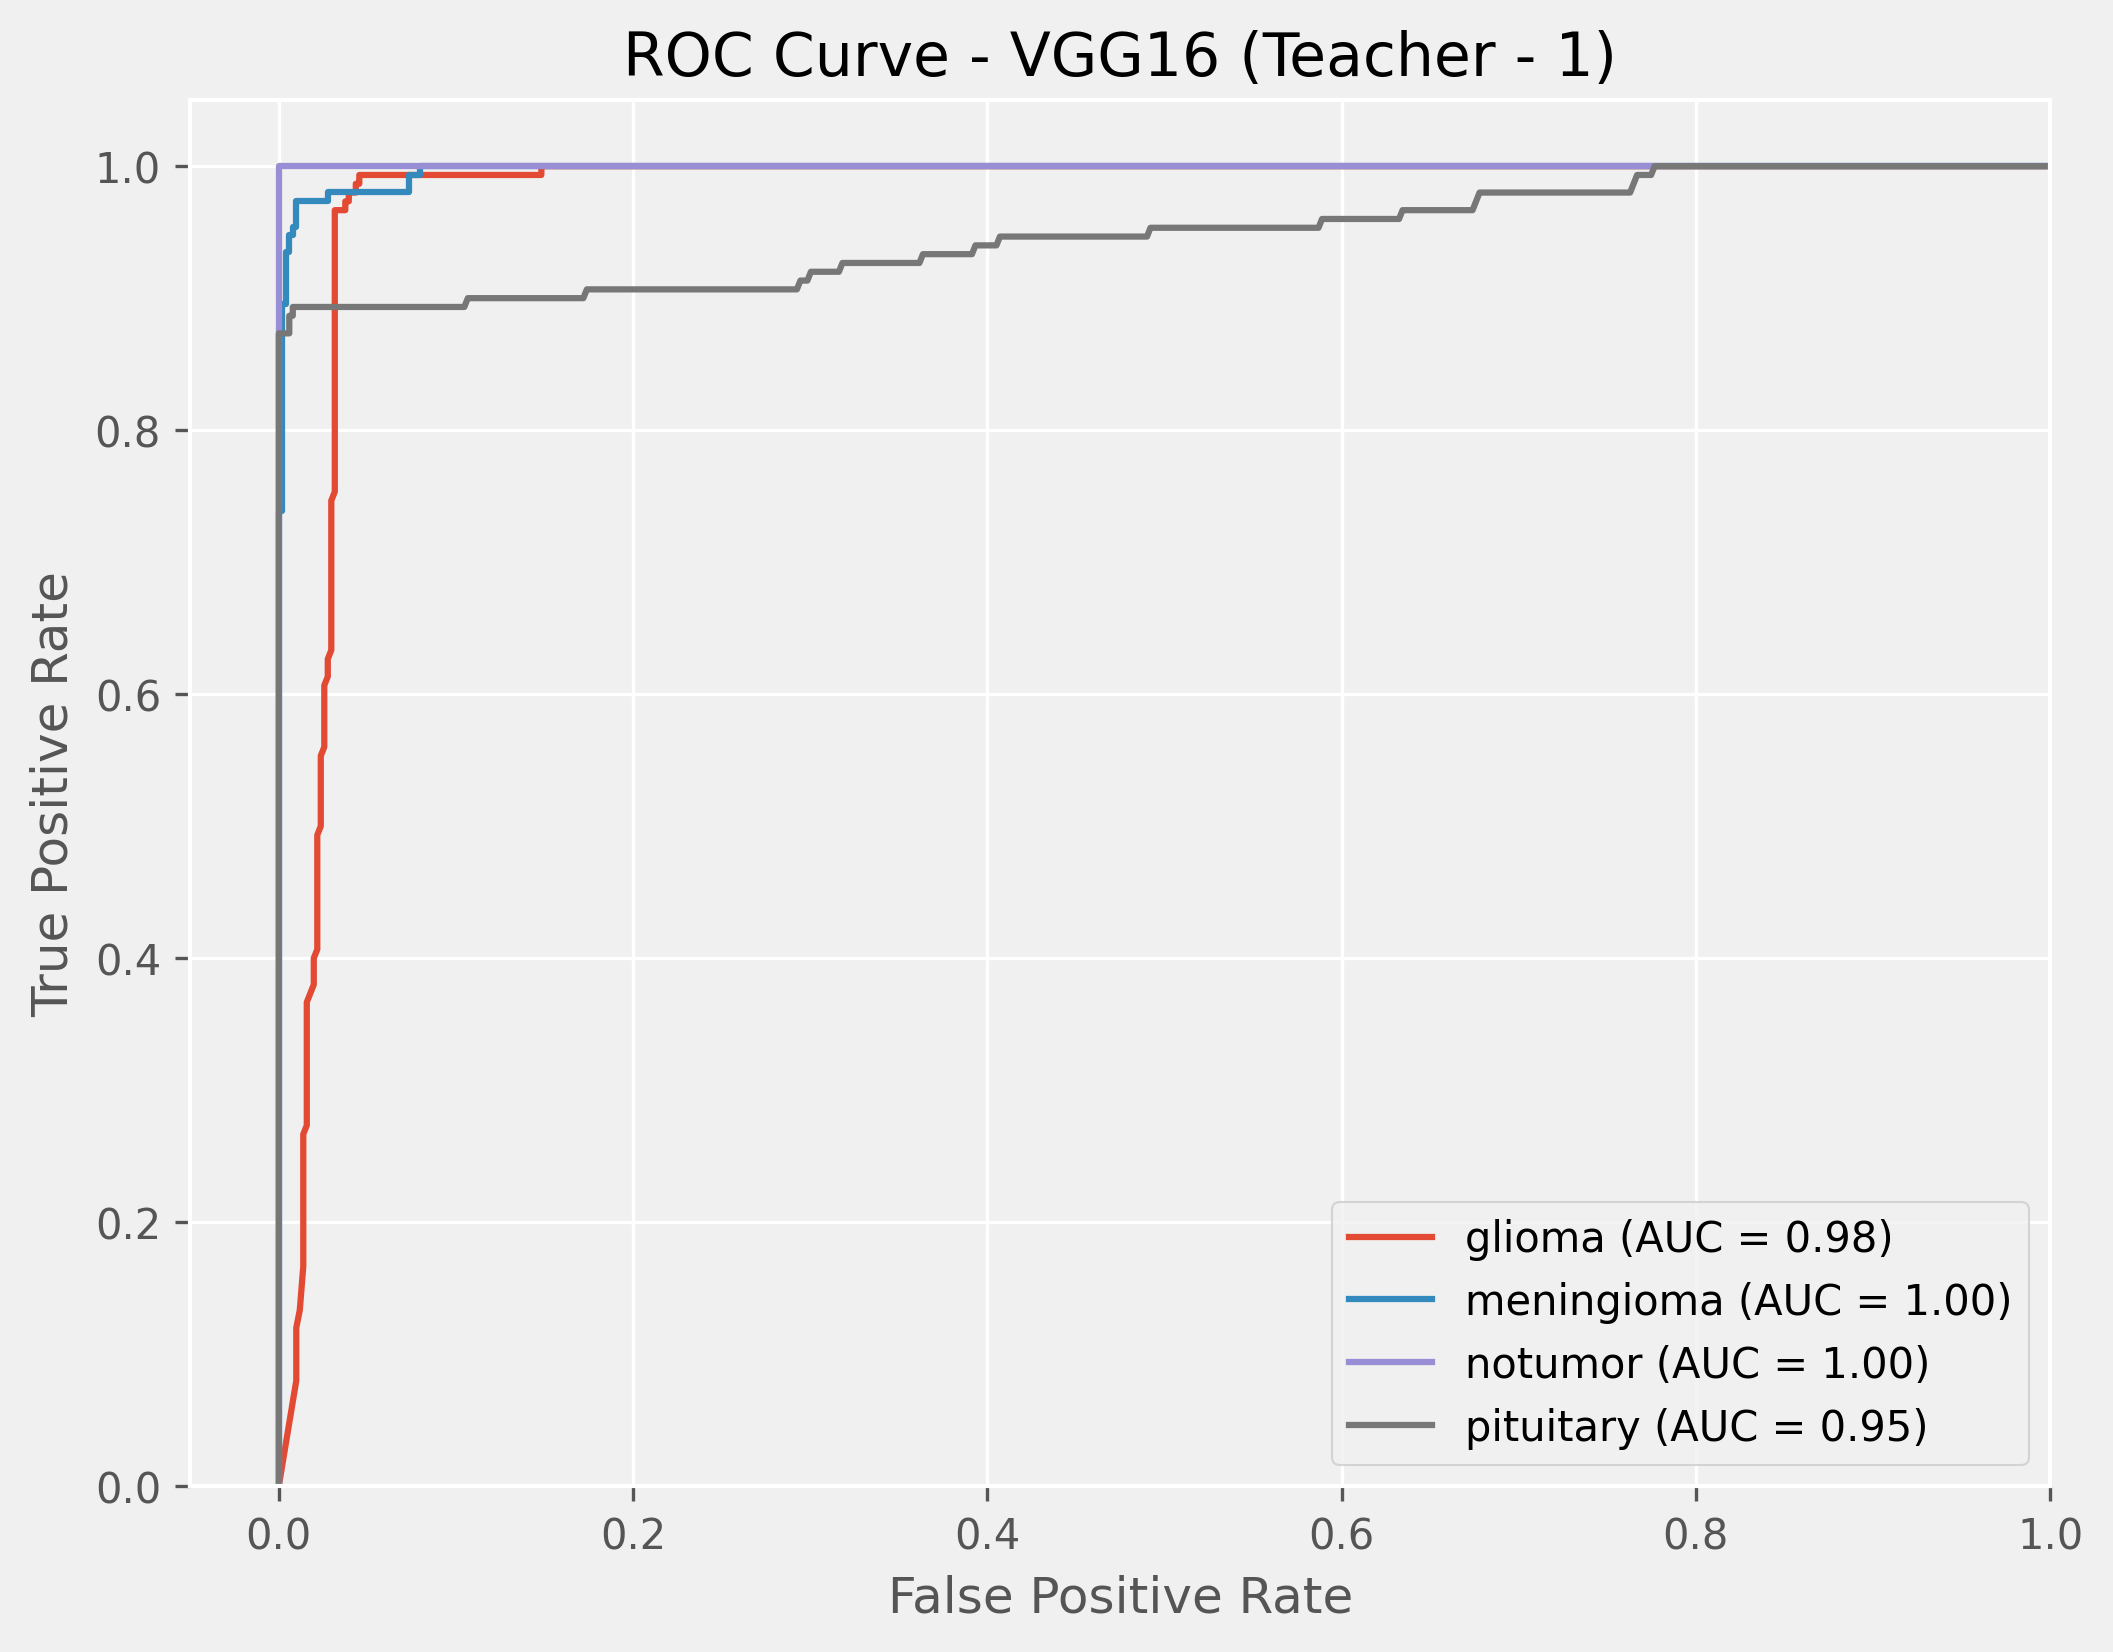 ROC Curve - VGG16 (Teacher - 1)
True Positive Rate
1.0
0.8
0.6
0.4
0.2
0.0
glioma (AUC = 0.98)
meningioma (AUC = 1.00)
notumor (AUC = 1.00)
pituitary (AUC = 0.95)
0.0 0.2 0.4 0.6 0.8 1.0
False Positive Rate